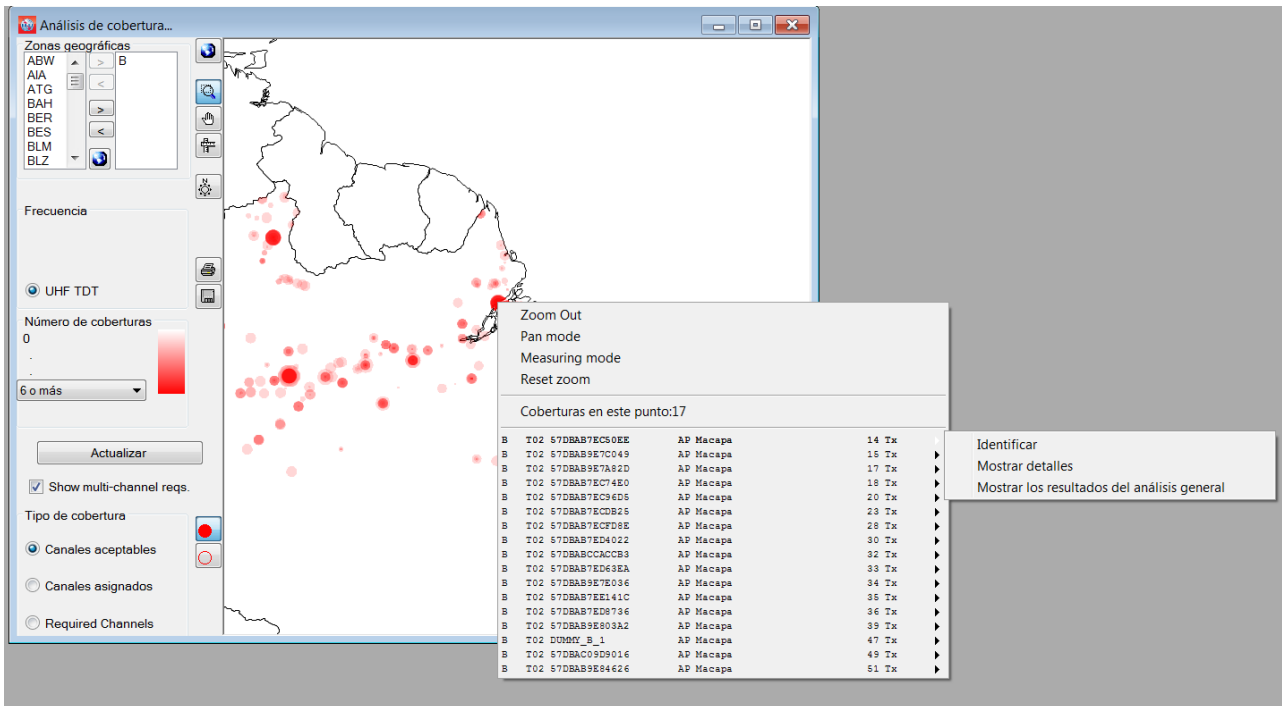 Análisis de cobertura...
Zonas geográficas
ABW
AIA
ATG
BAH
BER
BES
BLM
BLZ
>
<
>
<
B
N
Frecuencia
UHF TDT
Número de coberturas
0
.
.
6 o más
Actualizar
Show multi-channel reqs.
Tipo de cobertura
Canales aceptables
Canales asignados
Required Channels
Zoom Out
Pan mode
Measuring mode
Reset zoom
Coberturas en este punto:17
B T02 57DBAB7EC50EE AP Macapa 14 Tx
B T02 57DBAB9E7C049 AP Macapa 15 Tx
B T02 57DBAB9E7A82D AP Macapa 17 Tx
B T02 57DBAB7EC74E0 AP Macapa 18 Tx
B T02 57DBAB7EC96D5 AP Macapa 20 Tx
B T02 57DBAB7ECDB25 AP Macapa 23 Tx
B T02 57DBAB7ECFD8E AP Macapa 28 Tx
B T02 57DBAB7ED4022 AP Macapa 30 Tx
B T02 57DBABCCACCB3 AP Macapa 32 Tx
B T02 57DBAB7ED63EA AP Macapa 33 Tx
B T02 57DBAB9E7E036 AP Macapa 34 Tx
B T02 57DBAB7EE141C AP Macapa 35 Tx
B T02 57DBAB7ED8736 AP Macapa 36 Tx
B T02 57DBAB9E803A2 AP Macapa 39 Tx
B T02 DUMMY_B_1 AP Macapa 47 Tx
B T02 57DBAC09D9016 AP Macapa 49 Tx
B T02 57DBAB9E84626 AP Macapa 51 Tx
Identificar
Mostrar detalles
Mostrar los resultados del análisis general